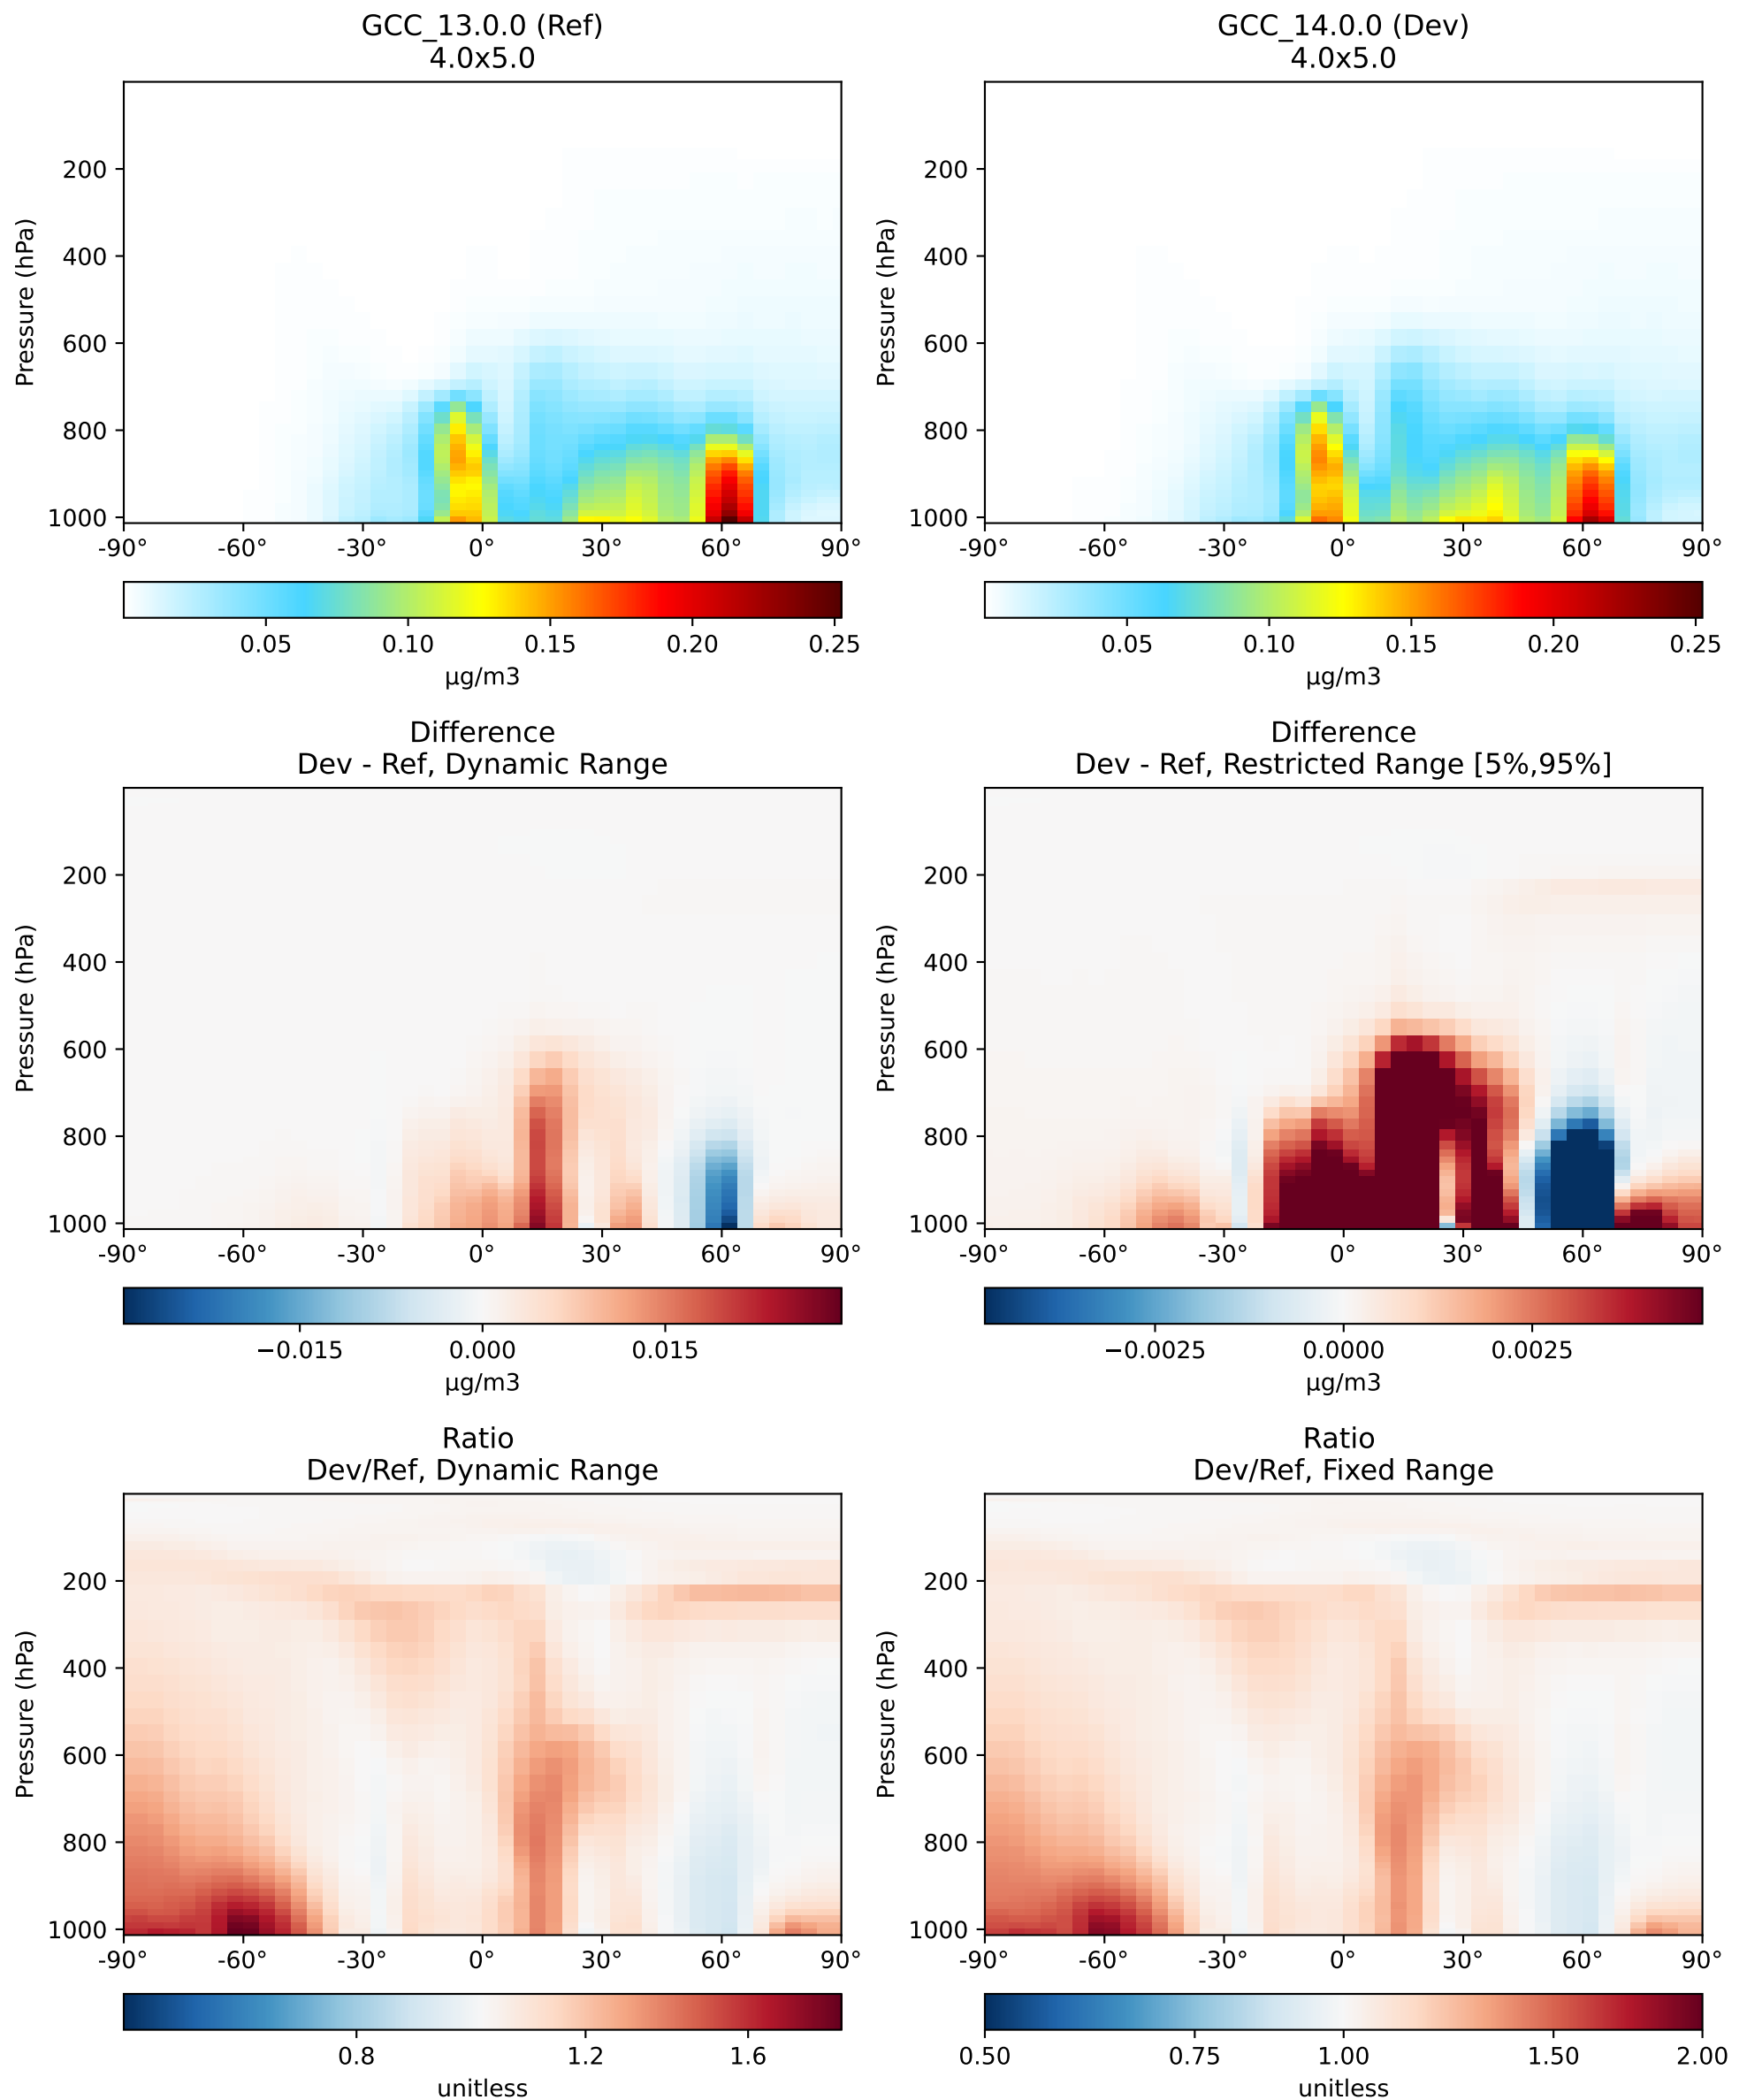 GCC_13.0.0 (Ref)
4.0x5.0
GCC_14.0.0 (Dev)
4.0x5.0
Pressure (hPa)
200
400
600
800
1000
-90° -60° -30° 0° 30° 60° 90°
0.05 0.10 0.15 0.20 0.25
μg/m3
Pressure (hPa)
200
400
600
800
1000
-90° -60° -30° 0° 30° 60° 90°
0.05 0.10 0.15 0.20 0.25
μg/m3
Difference
Dev - Ref, Dynamic Range
Difference
Dev - Ref, Restricted Range [5%,95%]
Pressure (hPa)
200
400
600
800
1000
-90° -60° -30° 0° 30° 60° 90°
−0.015 0.000 0.015
μg/m3
Pressure (hPa)
200
400
600
800
1000
-90° -60° -30° 0° 30° 60° 90°
−0.0025 0.0000 0.0025
μg/m3
Ratio
Dev/Ref, Dynamic Range
Ratio
Dev/Ref, Fixed Range
Pressure (hPa)
200
400
600
800
1000
-90° -60° -30° 0° 30° 60° 90°
0.8 1.2 1.6
unitless
Pressure (hPa)
200
400
600
800
1000
-90° -60° -30° 0° 30° 60° 90°
0.50 0.75 1.00 1.50 2.00
unitless